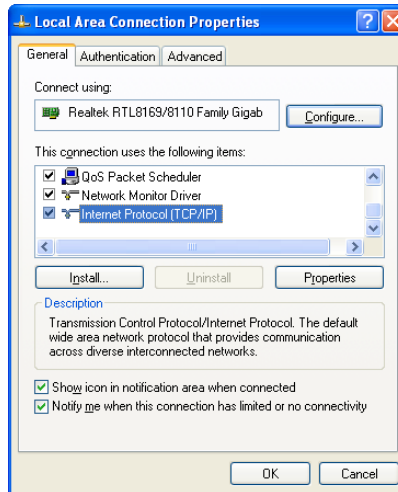 Local Area Connection Properties
General Authentication Advanced
Connect using:
Realtek RTL8169/8110 Family Gigab
Configure...
This connection uses the following items:
QoS Packet Scheduler
Network Monitor Driver
Internet Protocol (TCP/IP)
Install... Uninstall Properties
Description
Transmission Control Protocol/Internet Protocol. The default
wide area network protocol that provides communication
across diverse interconnected networks.
Show icon in notification area when connected
Notify me when this connection has limited or no connectivity
OK Cancel